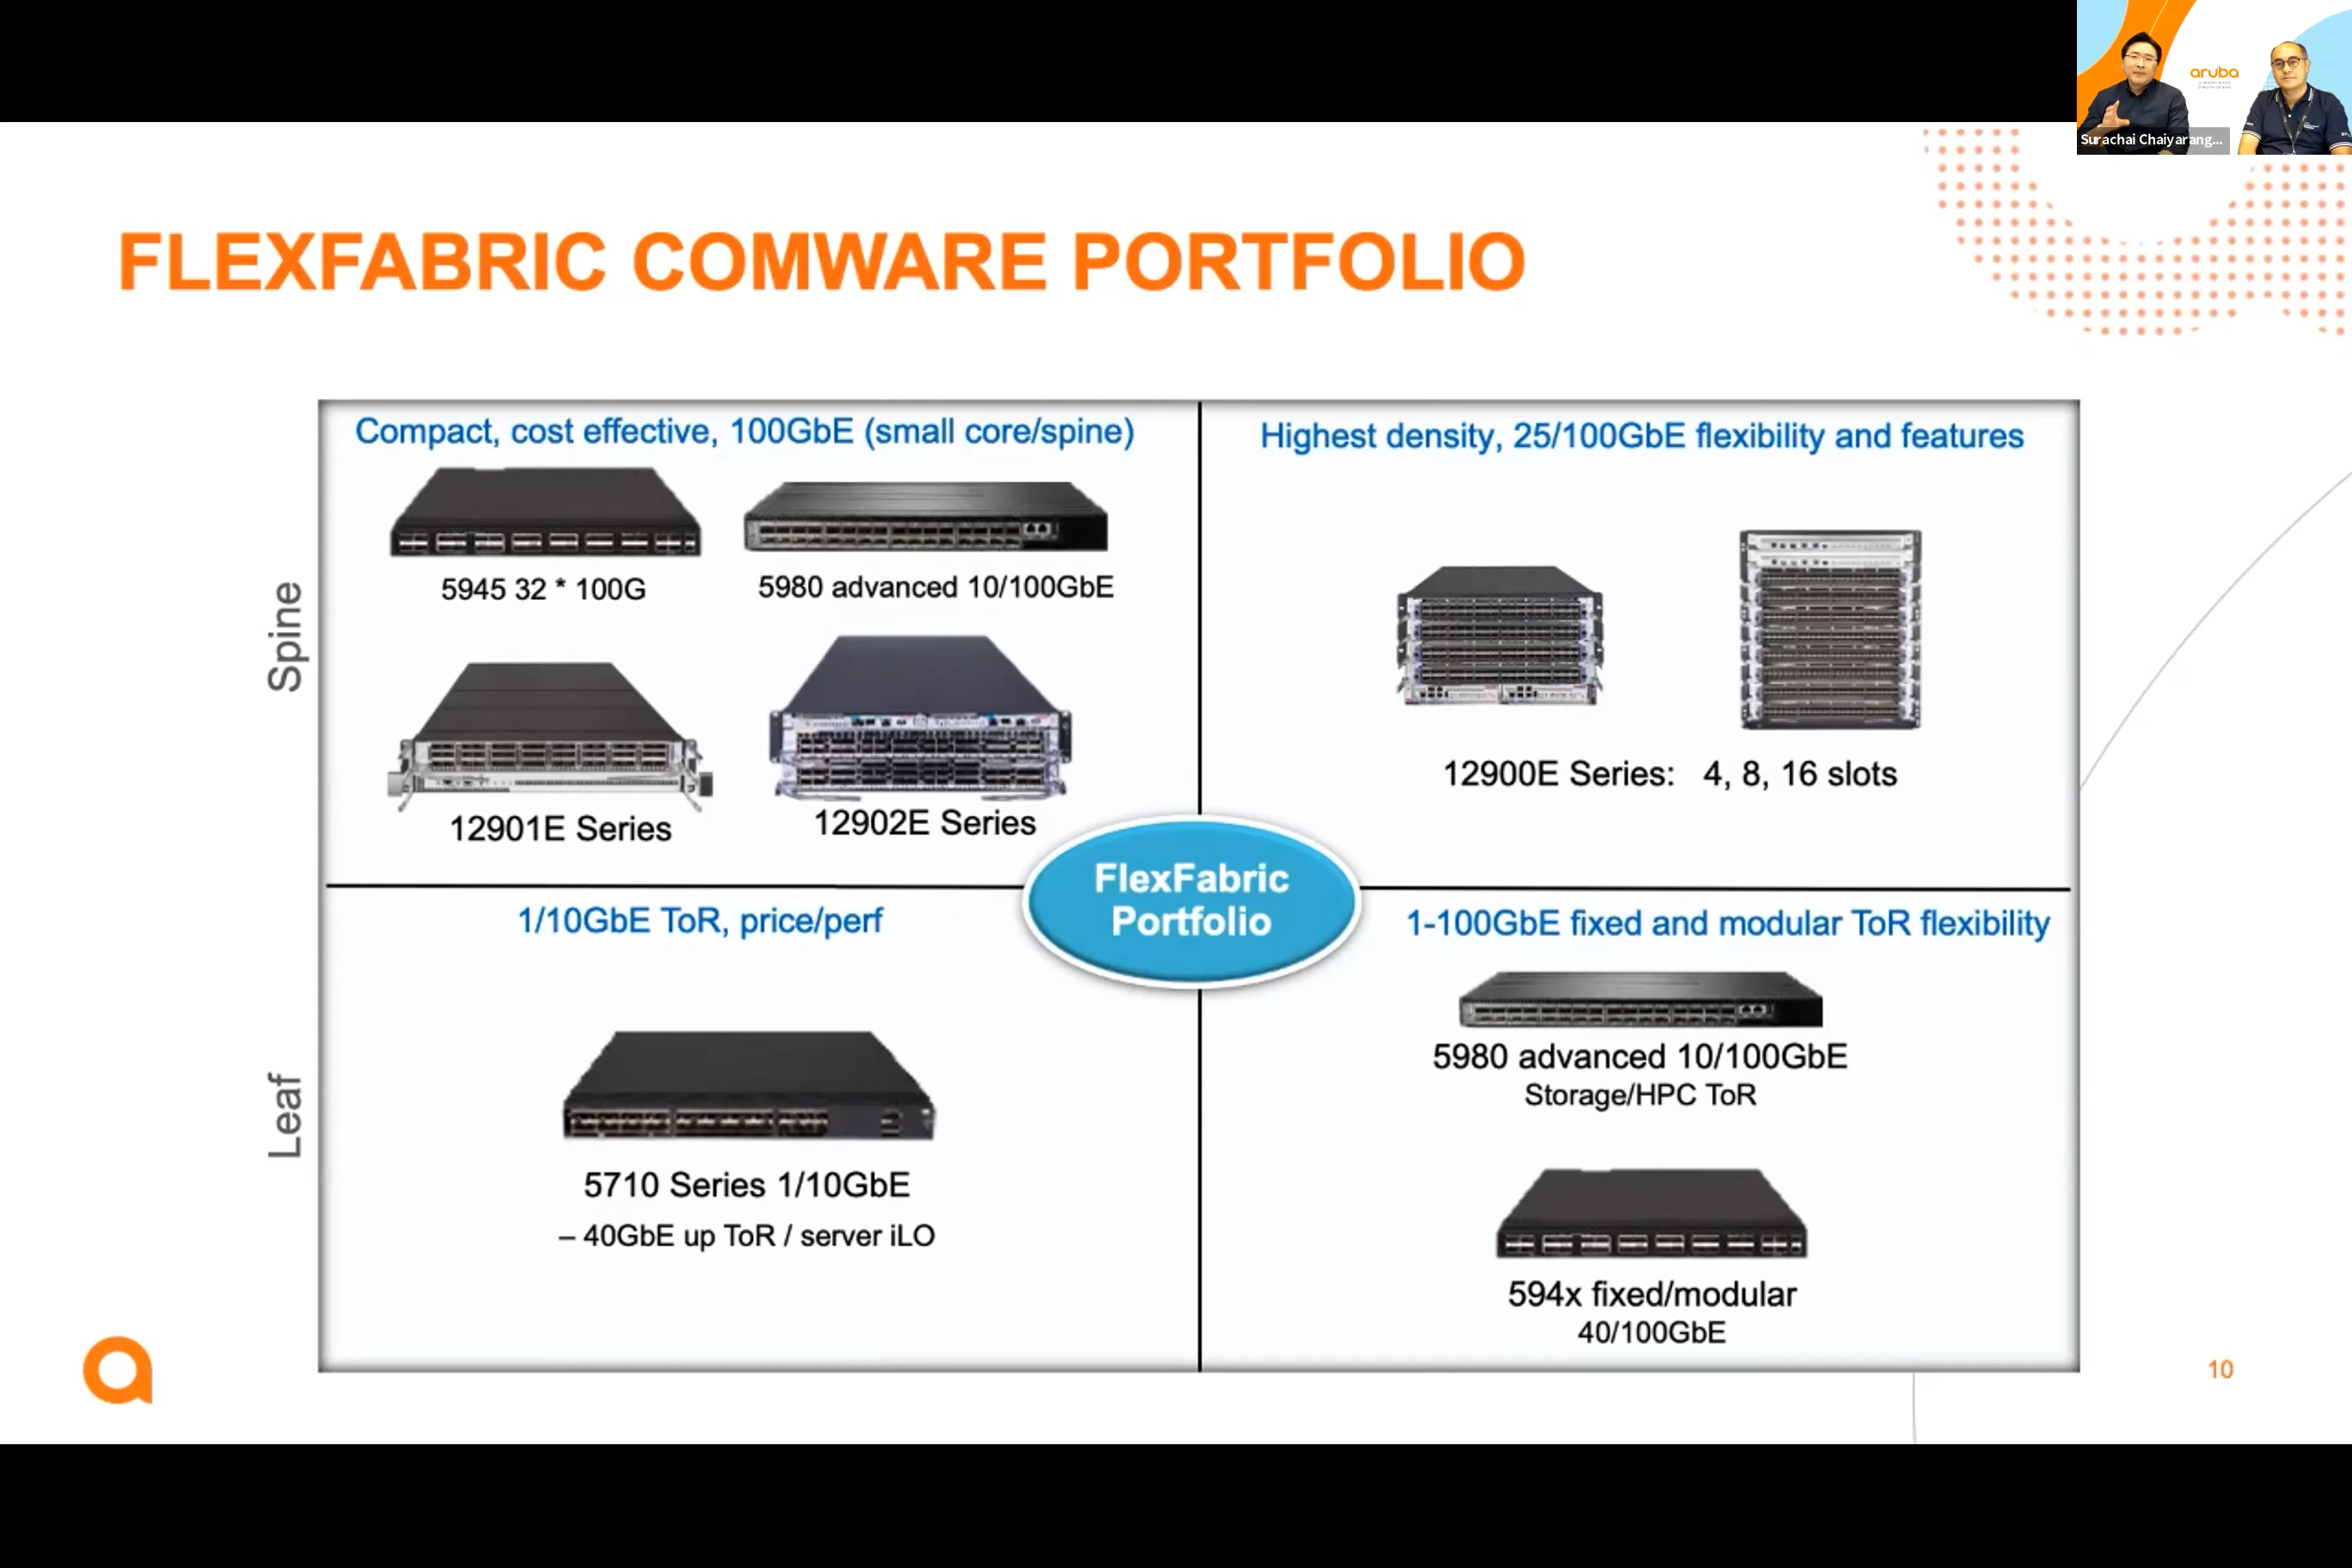 aruba
Surachai Chaiyarang...
FLEXFABRIC COMWARE PORTFOLIO
Spine
Compact, cost effective, 100GbE (small core/spine)
5945 32 * 100G
5980 advanced 10/100GbE
12901E Series
12902E Series
Highest density, 25/100GbE flexibility and features
12900E Series: 4, 8, 16 slots
FlexFabric
Portfolio
Leaf
1/10GbE ToR, price/perf
5710 Series 1/10GbE
– 40GbE up ToR / server iLO
1-100GbE fixed and modular ToR flexibility
5980 advanced 10/100GbE
Storage/HPC ToR
594x fixed/modular
40/100GbE
10